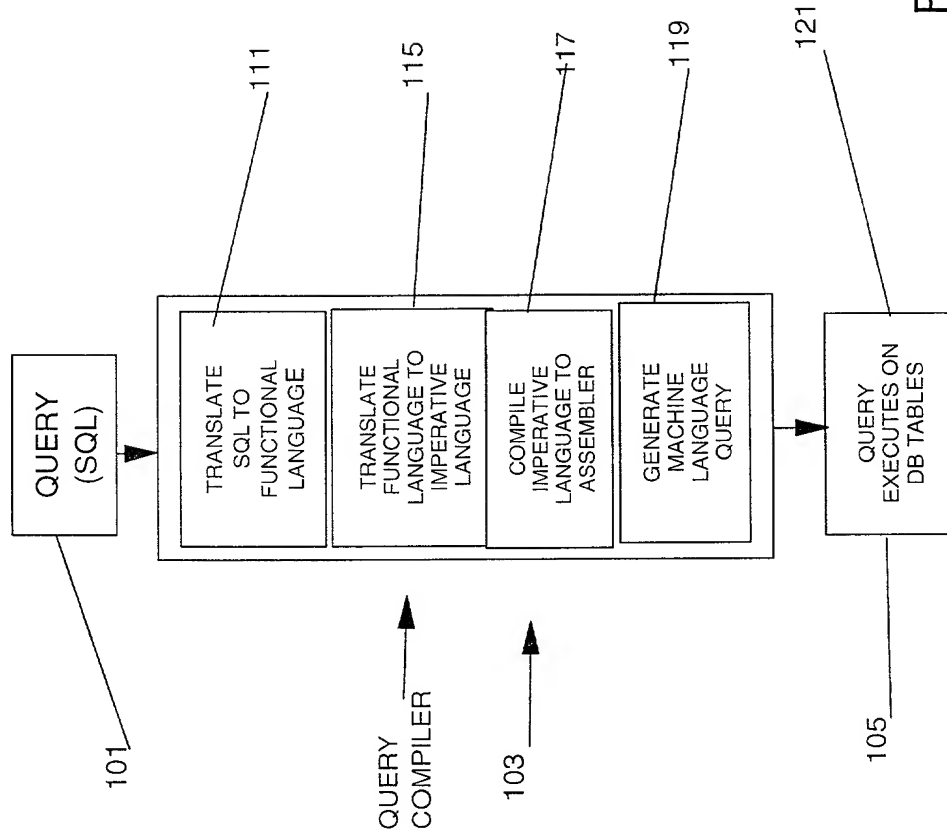 QUERY
(SQL)
101
TRANSLATE
SQL TO
FUNCTIONAL
LANGUAGE
111
TRANSLATE
FUNCTIONAL
LANGUAGE TO
IMPERATIVE
LANGUAGE
115
QUERY
COMPILER
COMPILE
IMPERATIVE
LANGUAGE TO
ASSEMBLER
117
103
GENERATE
MACHINE
LANGUAGE
QUERY
119
QUERY
EXECUTES ON
DB TABLES
105
121